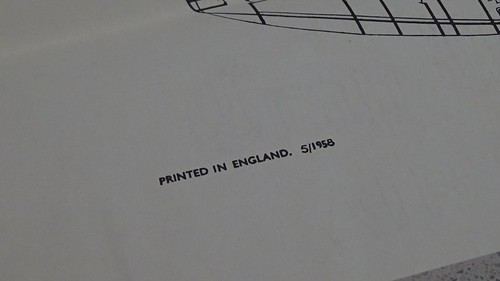 PRINTED IN ENGLAND. 5/1958